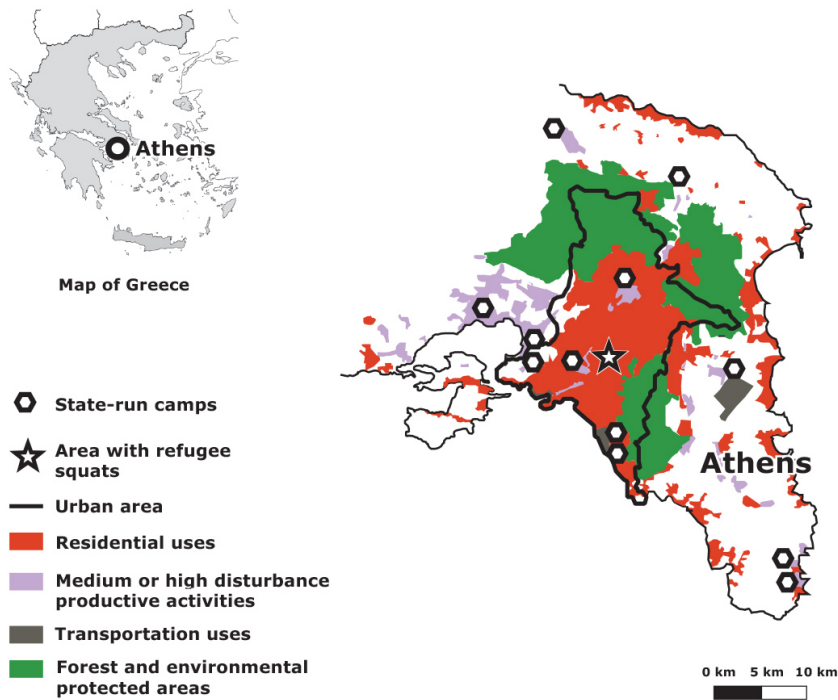 Athens
Map of Greece
State-run camps
Area with refugee
squats
Urban area
Residential uses
Medium or high disturbance
productive activities
Transportation uses
Forest and environmental
protected areas
Athens
0 km 5 km 10 km